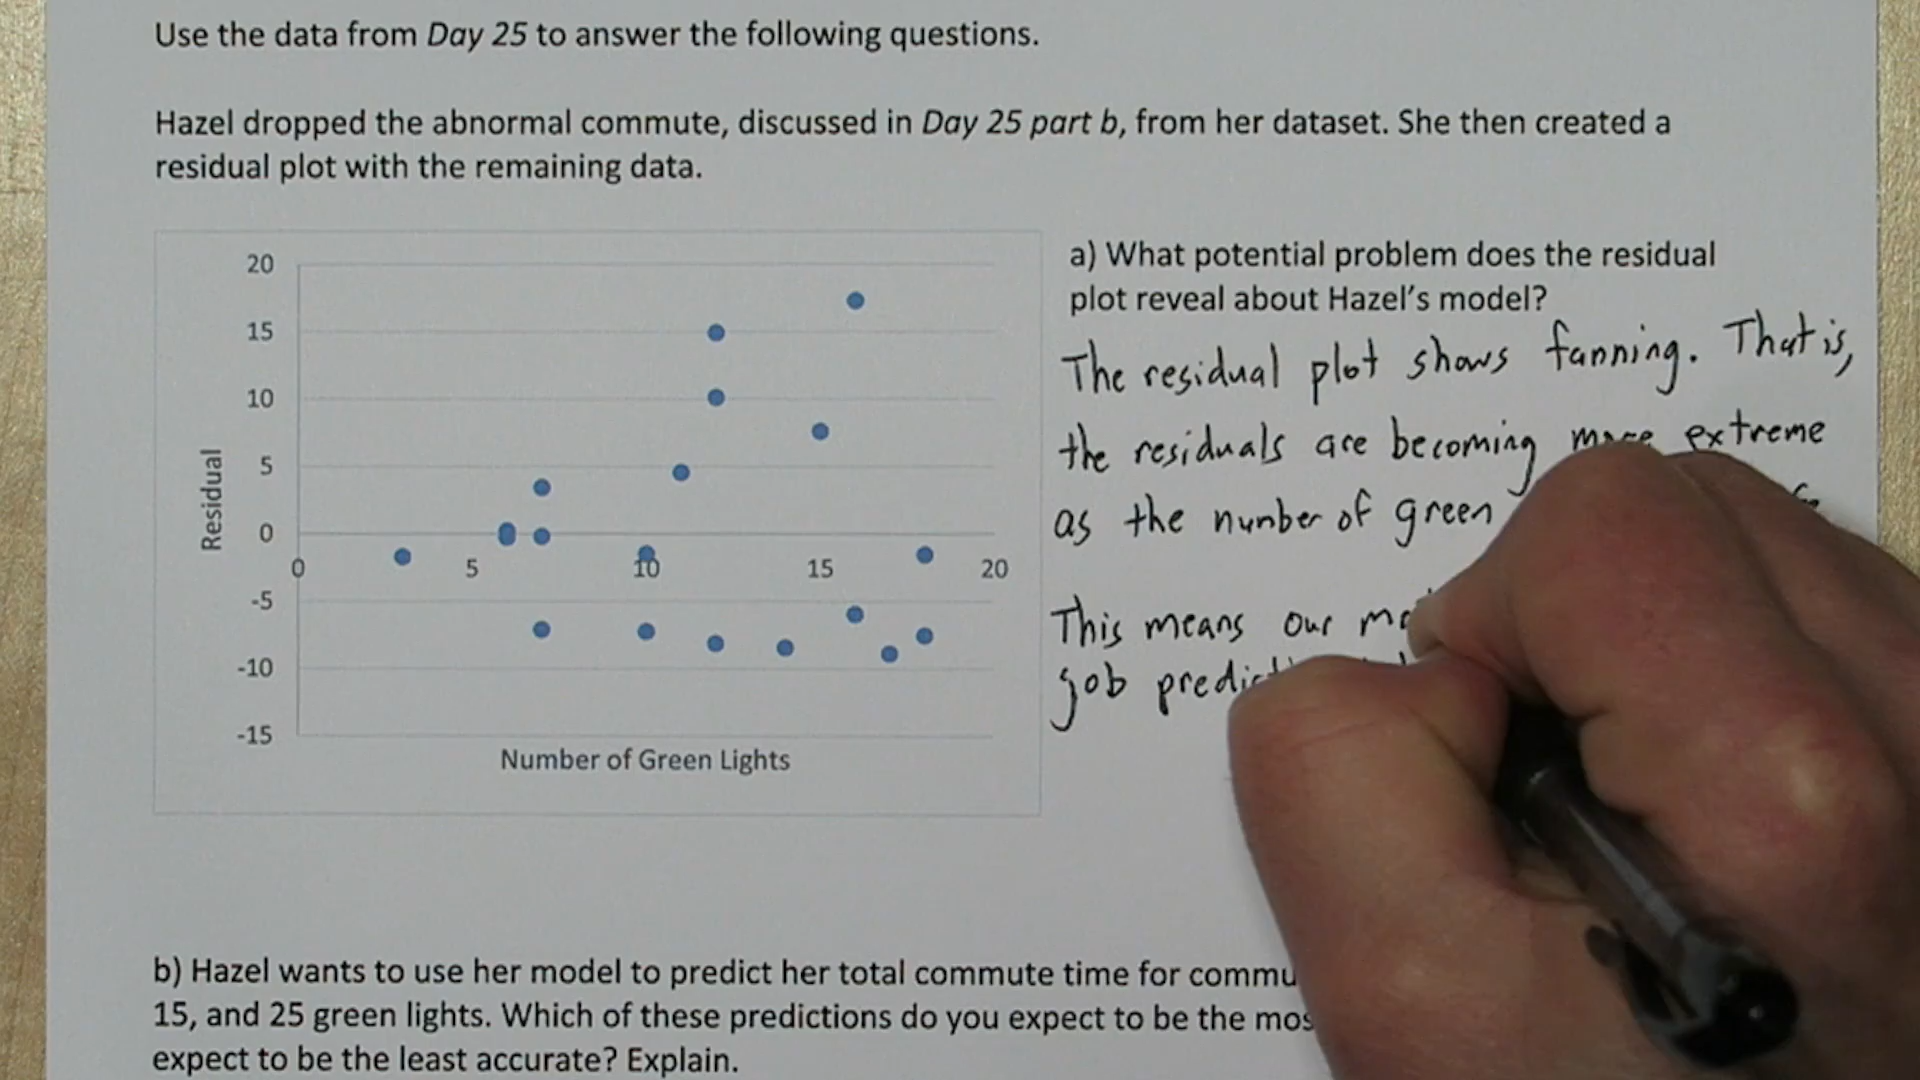 Use the data from Day 25 to answer the following questions.
Hazel dropped the abnormal commute, discussed in Day 25 part b, from her dataset. She then created a
residual plot with the remaining data.
20
15
10
5
0
-5
-10
-15
Residual
0 5 10 15 20
Number of Green Lights
a) What potential problem does the residual
plot reveal about Hazel's model?
The residual plot shows fanning. That is,
the residuals are becoming more extreme
as the number of green
This means our
job
b) Hazel wants to use her model to predict her total commute time for
15, and 25 green lights. Which of these predictions do you expect to be the
expect to be the least accurate? Explain.